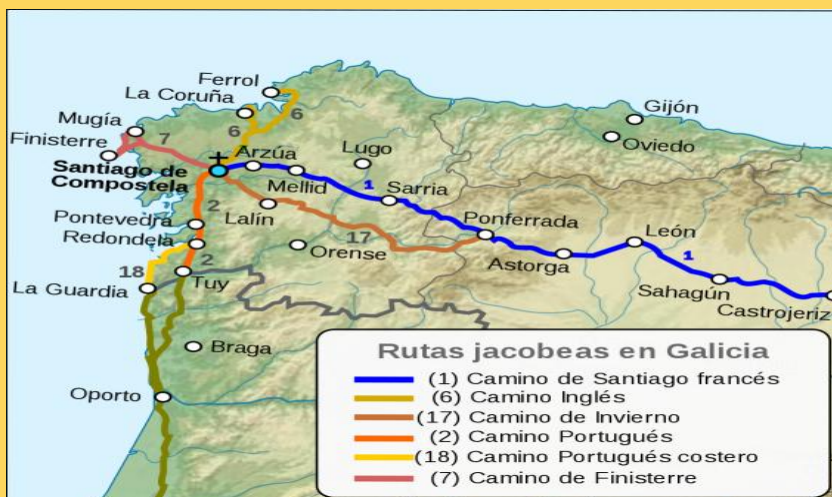 Ferrol
La Coruña
6
6
Gijón
Mugía
7
Oviedo
Finisterre
Arzúa
Lugo
Santiago de
Compostela
Mellid
1
Sarria
2
Lalín
Pontevedra
17
Ponferrada
León
Redondela
Orense
1
Astorga
18
2
Tuy
La Guardia
Sahagún
Castrojeriz
Braga
Oporto
Rutas jacobeas en Galicia
(1) Camino de Santiago francés
(6) Camino Inglés
(17) Camino de Invierno
(2) Camino Portugués
(18) Camino Portugués costero
(7) Camino de Finisterre